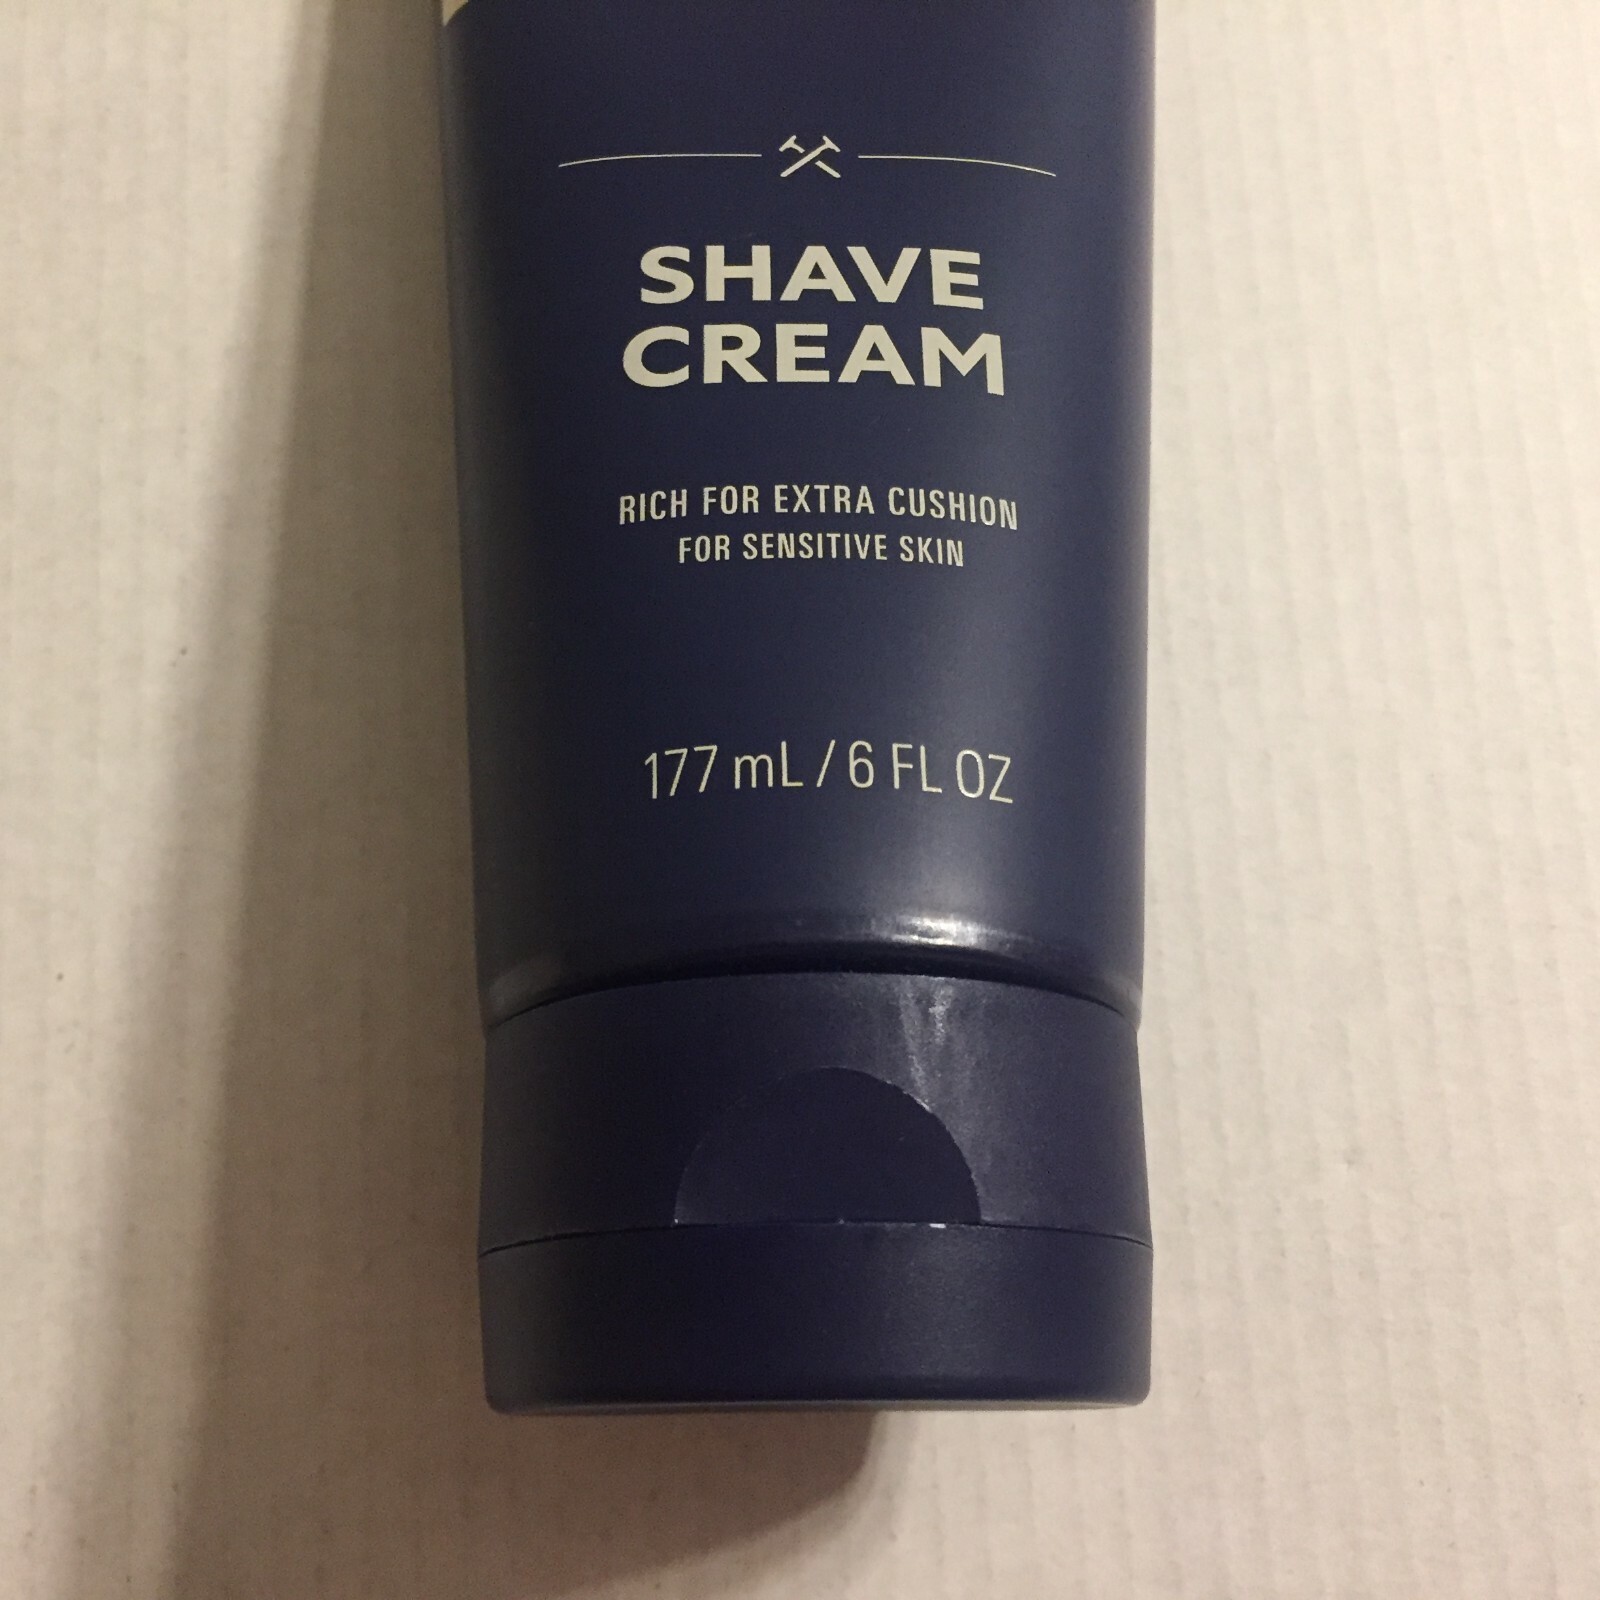 SHAVE
CREAM
RICH FOR EXTRA CUSHION
FOR SENSITIVE SKIN
177 mL / 6 FL OZ